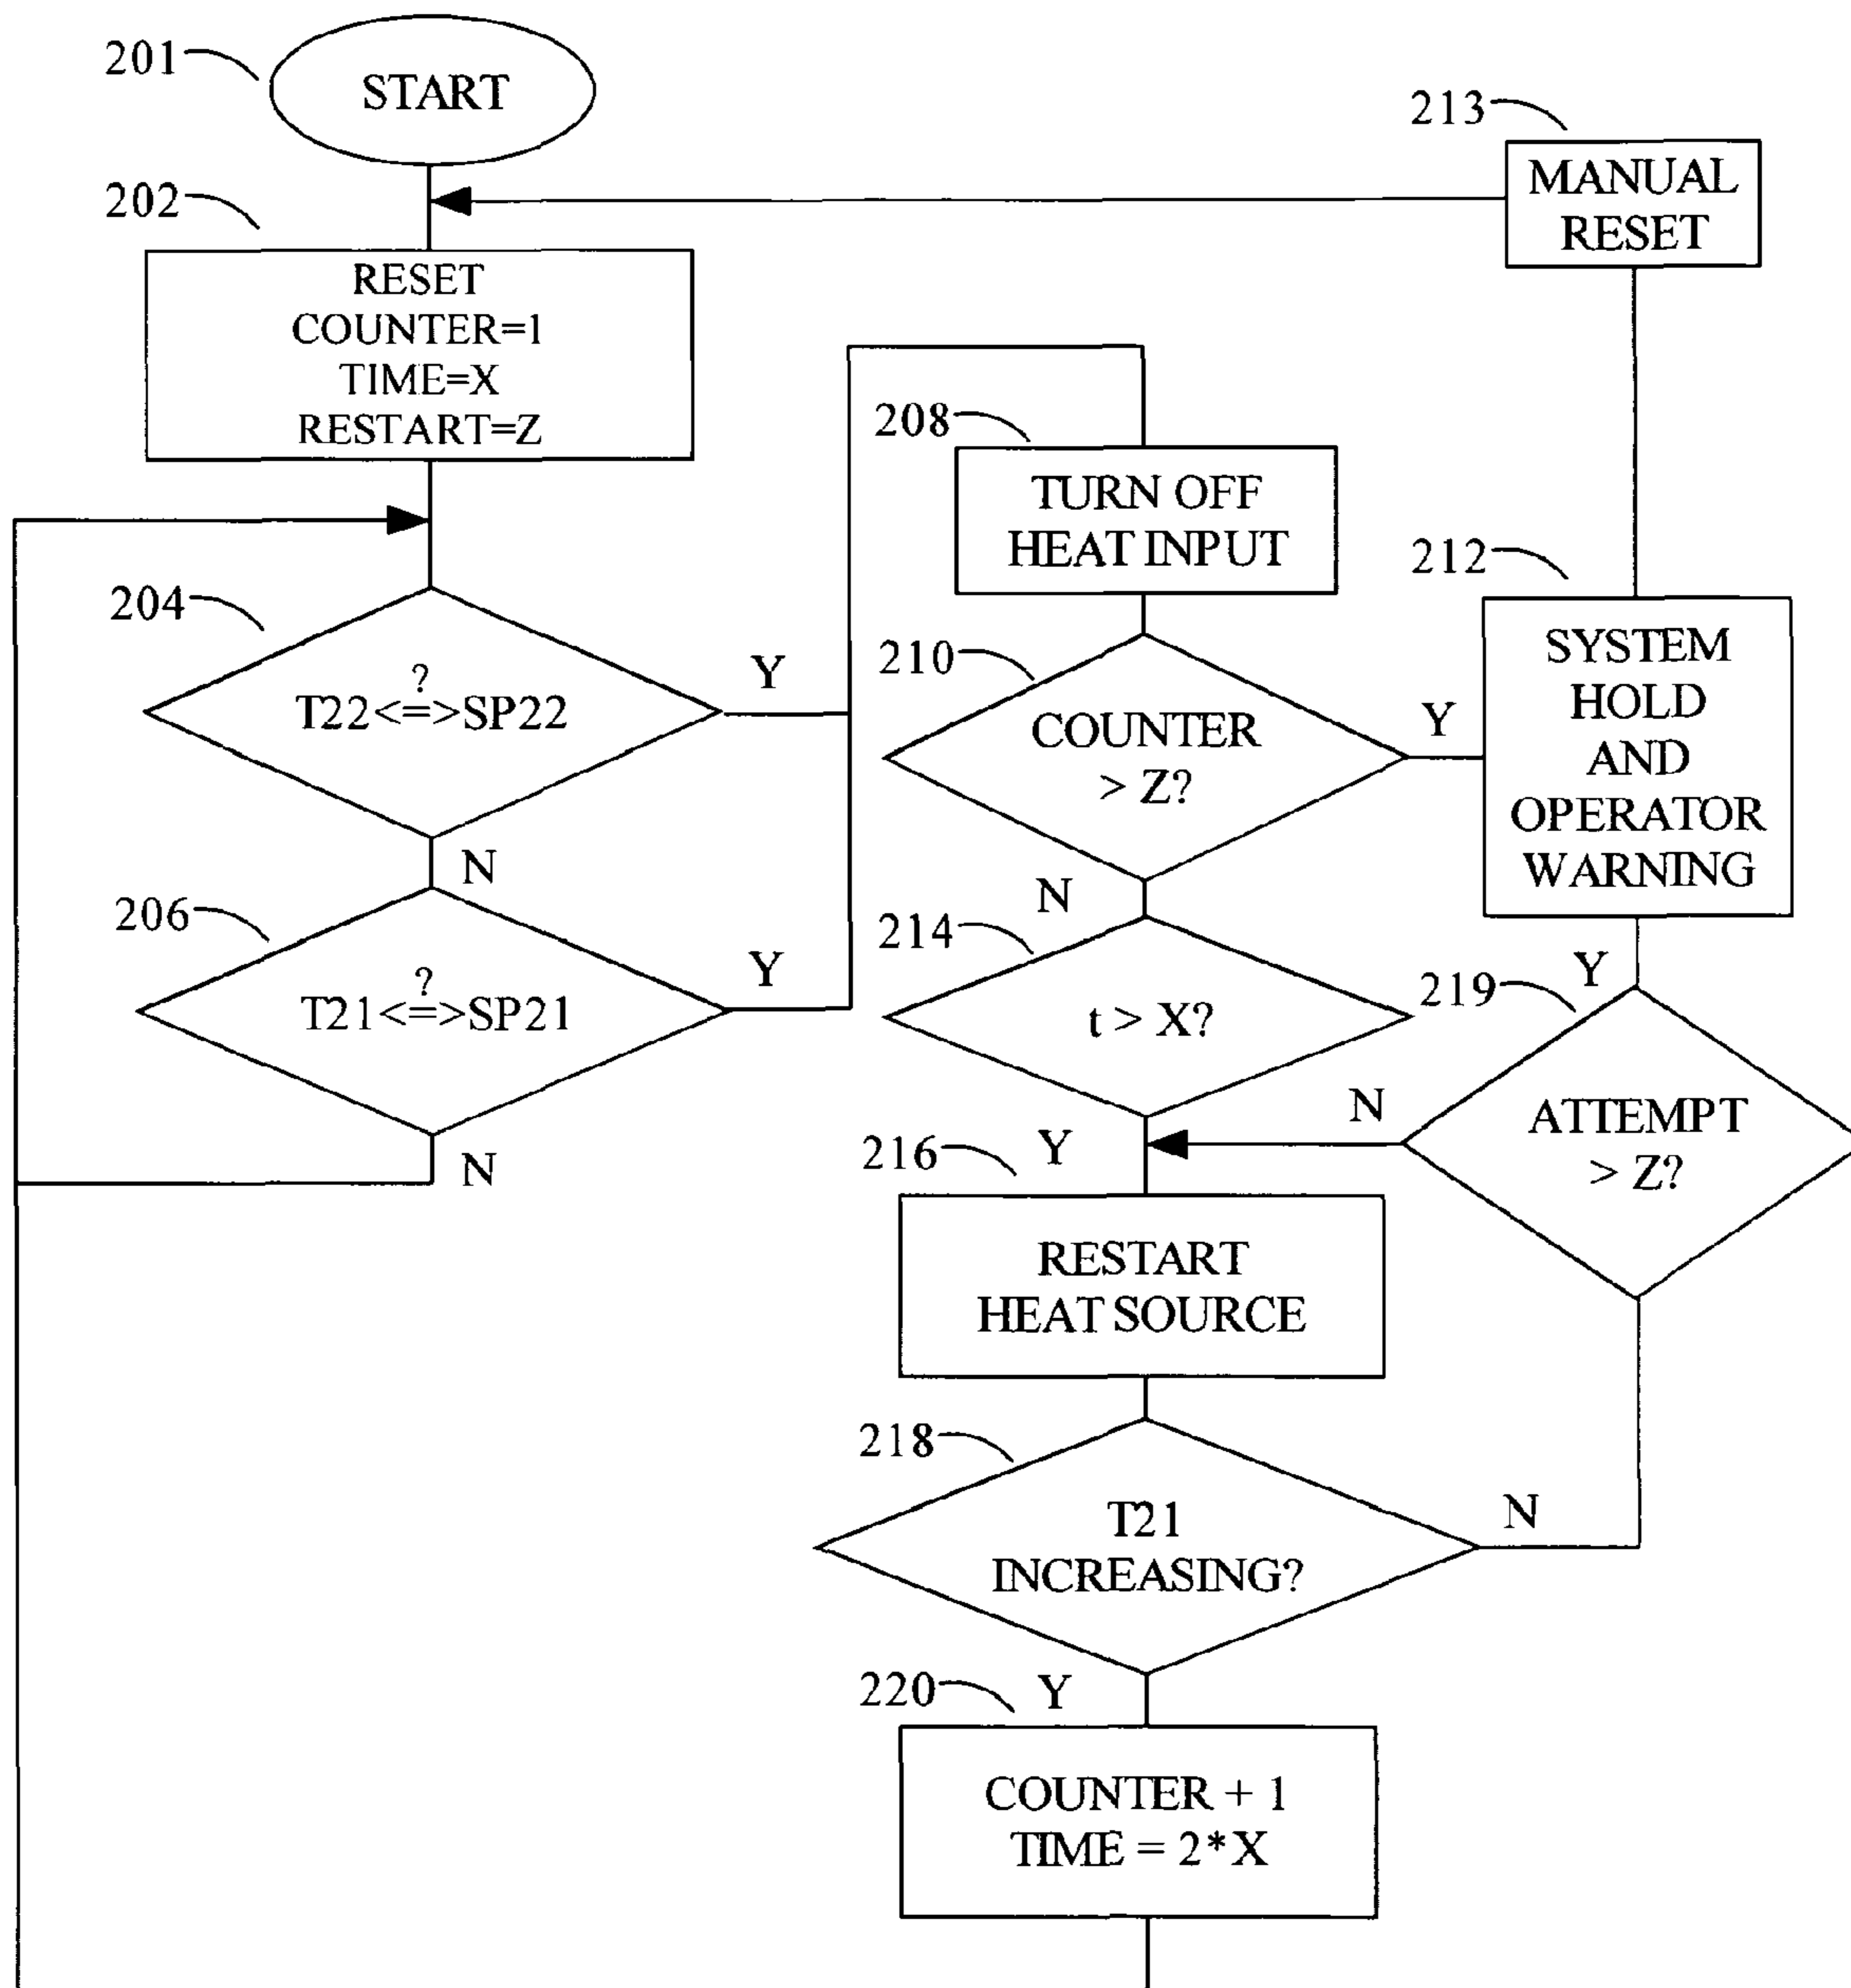 201
START
213
MANUAL
RESET
202
RESET
COUNTER=1
TIME=X
RESTART=Z
208
TURN OFF
HEAT INPUT
212
SYSTEM
HOLD
AND
OPERATOR
WARNING
204
?
T22<=>SP22
Y
N
210
COUNTER
> Z?
Y
N
206
?
T21<=>SP21
Y
N
214
t > X?
Y
Y
219
ATTEMPT
> Z?
N
216
RESTART
HEAT SOURCE
218
T21
INCREASING?
N
Y
220
COUNTER + 1
TIME = 2*X